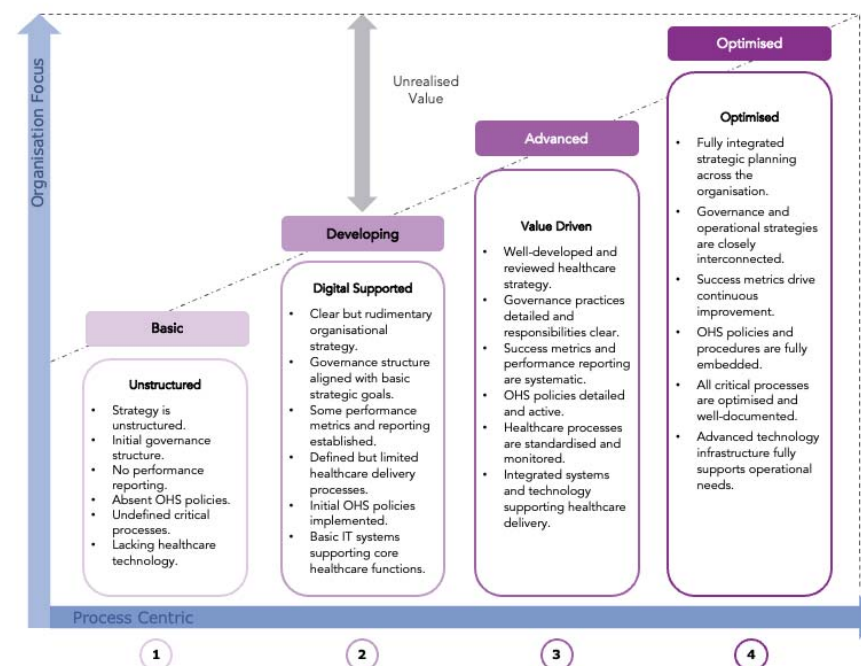 Organisation Focus
Unrealised
Value
Basic
Unstructured
• Strategy is
unstructured.
• Initial governance
structure.
• No performance
reporting.
• Absent OHS policies.
• Undefined critical
processes.
• Lacking healthcare
technology.
Developing
Digital Supported
• Clear but rudimentary
organisational
strategy.
• Governance structure
aligned with basic
strategic goals.
• Some performance
metrics and reporting
established.
• Defined but limited
healthcare delivery
processes.
• Initial OHS policies
implemented.
• Basic IT systems
supporting core
healthcare functions.
Advanced
Value Driven
• Well-developed and
reviewed healthcare
strategy.
• Governance practices
detailed and
responsibilities clear.
• Success metrics and
performance reporting
are systematic.
• OHS policies detailed
and active.
• Healthcare processes
are standardised and
monitored.
• Integrated systems
and technology
supporting healthcare
delivery.
Optimised
Optimised
• Fully integrated
strategic planning
across the
organisation.
• Governance and
operational strategies
are closely
interconnected.
• Success metrics drive
continuous
improvement.
• OHS policies and
procedures are fully
embedded.
• All critical processes
are optimised and
well-documented.
• Advanced technology
infrastructure fully
supports operational
needs.
Process Centric
1
2
3
4